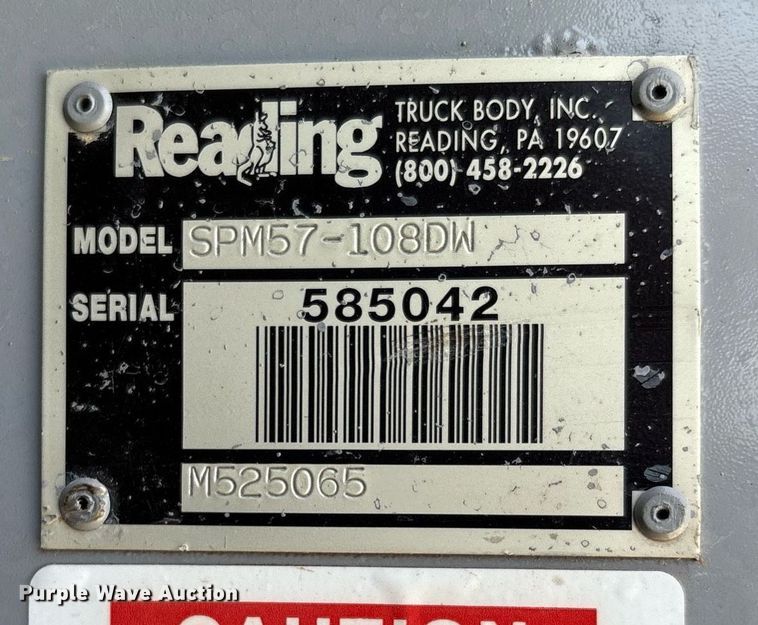 Reading
TRUCK BODY, INC.
READING, PA 19607
(800) 458-2226
MODEL SPM57-108DW
SERIAL 585042
M525065
Purple Wave Auction
CAUTION